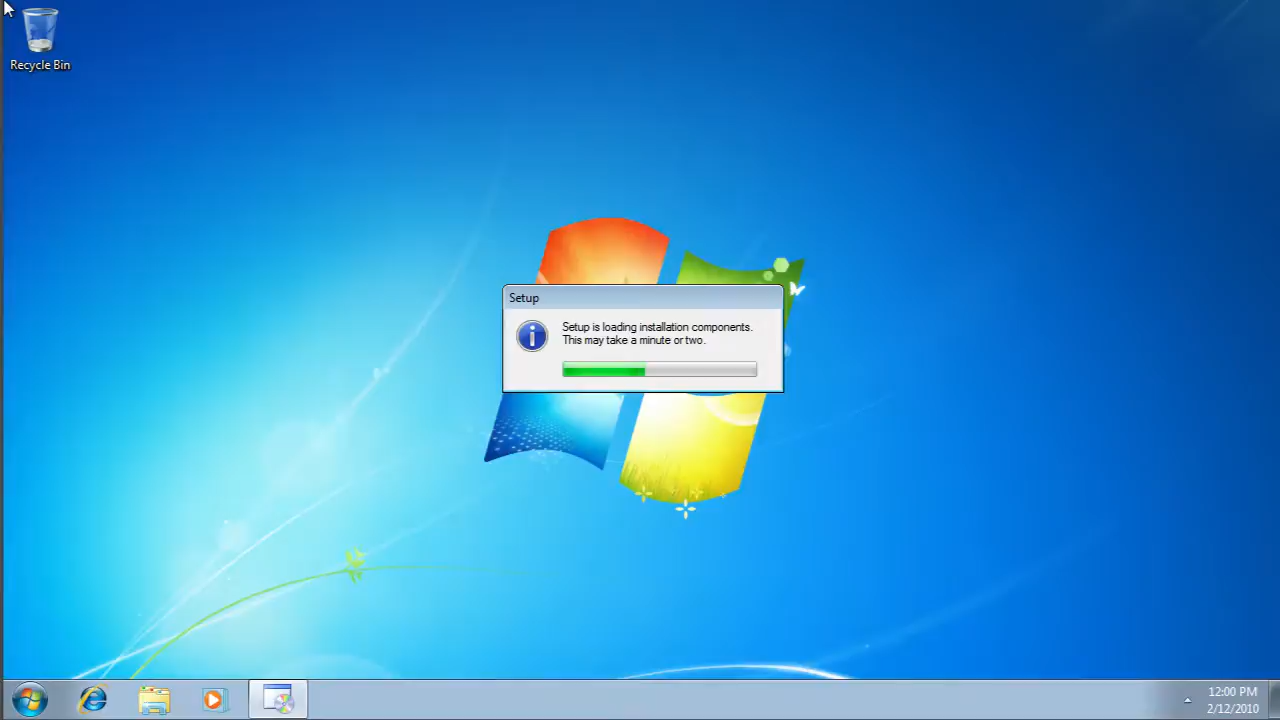 Recycle Bin
Setup
Setup is loading installation components.
This may take a minute or two.
12:00 PM
2/12/2010